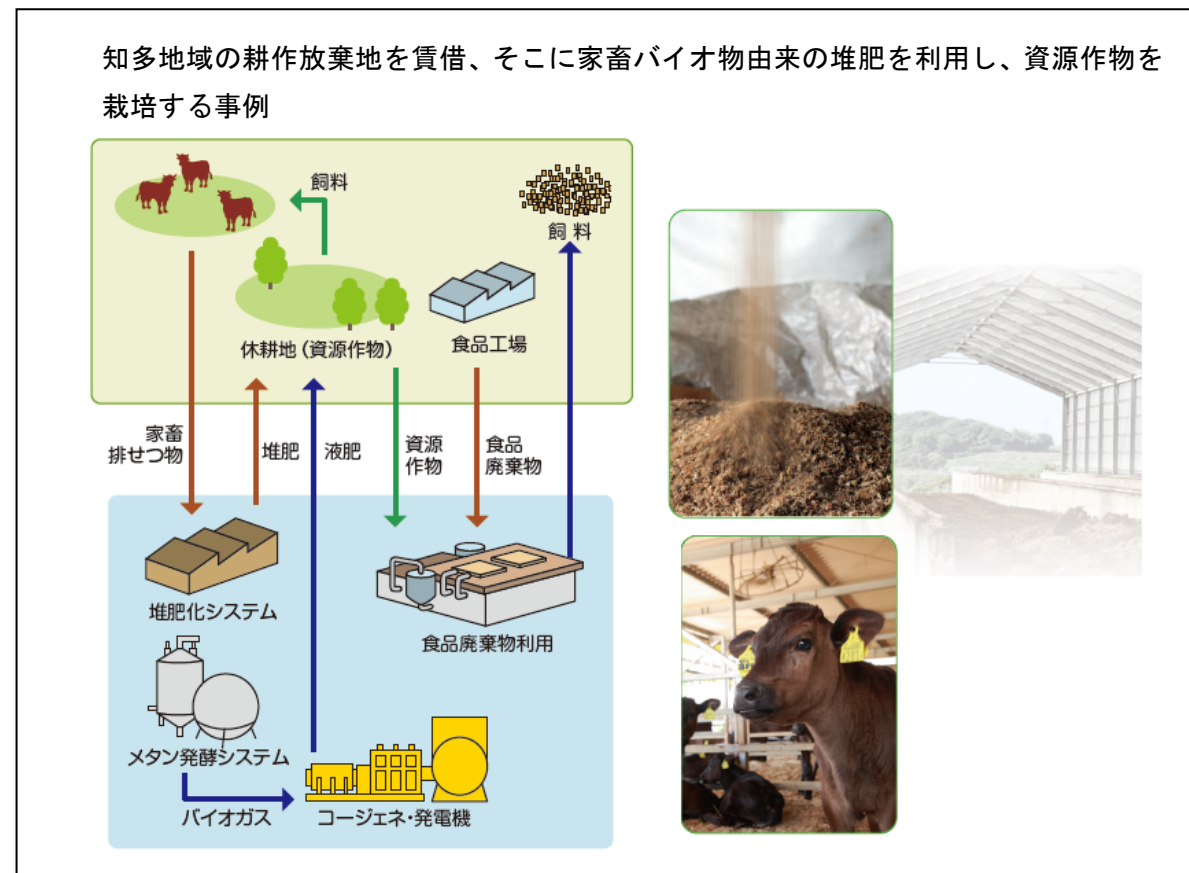 知多地域の耕作放棄地を賃借、そこに家畜バイオ物由来の堆肥を利用し、資源作物を
栽培する事例
飼料
飼 料
休耕地（資源作物）
食品工場
家畜
排せつ物
堆肥
液肥
資源
作物
食品
廃棄物
堆肥化システム
食品廃棄物利用
メタン発酵システム
バイオガス
コージェネ・発電機